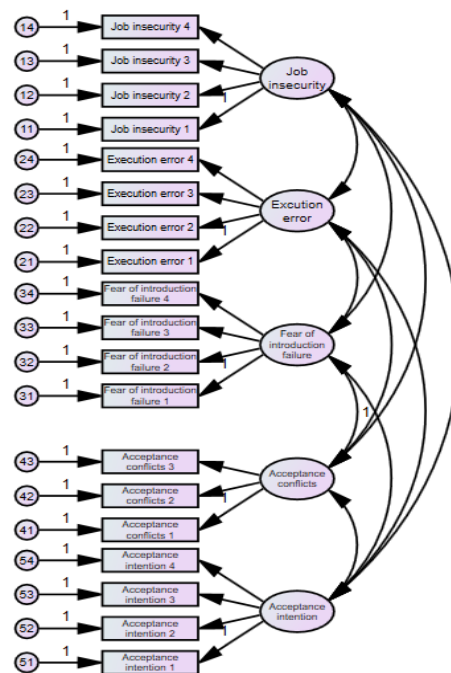 14
1
Job insecurity 4
13
1
Job insecurity 3
12
1
Job insecurity 2
1
11
1
Job insecurity 1
Job
insecurity
24
1
Execution error 4
23
1
Execution error 3
22
1
Execution error 2
1
21
1
Execution error 1
Excution
error
34
1
Fear of introduction
failure 4
33
1
Fear of introduction
failure 3
32
1
Fear of introduction
failure 2
1
31
1
Fear of introduction
failure 1
Fear of
introduction
failure
1
43
1
Acceptance
conflicts 3
42
1
Acceptance
conflicts 2
1
41
1
Acceptance
conflicts 1
Acceptance
conflicts
54
1
Acceptance
intention 4
53
1
Acceptance
intention 3
52
1
Acceptance
intention 2
1
51
1
Acceptance
intention 1
Acceptance
intention